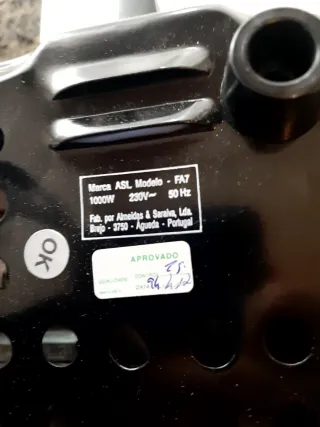 Marca ASL Modelo - FA7
1000W 230V~ 50 Hz
Fab. por Almeidas & Saraiva, Lda.
Brejo - 3750 - Águeda - Portugal
OK
APROVADO
DATA